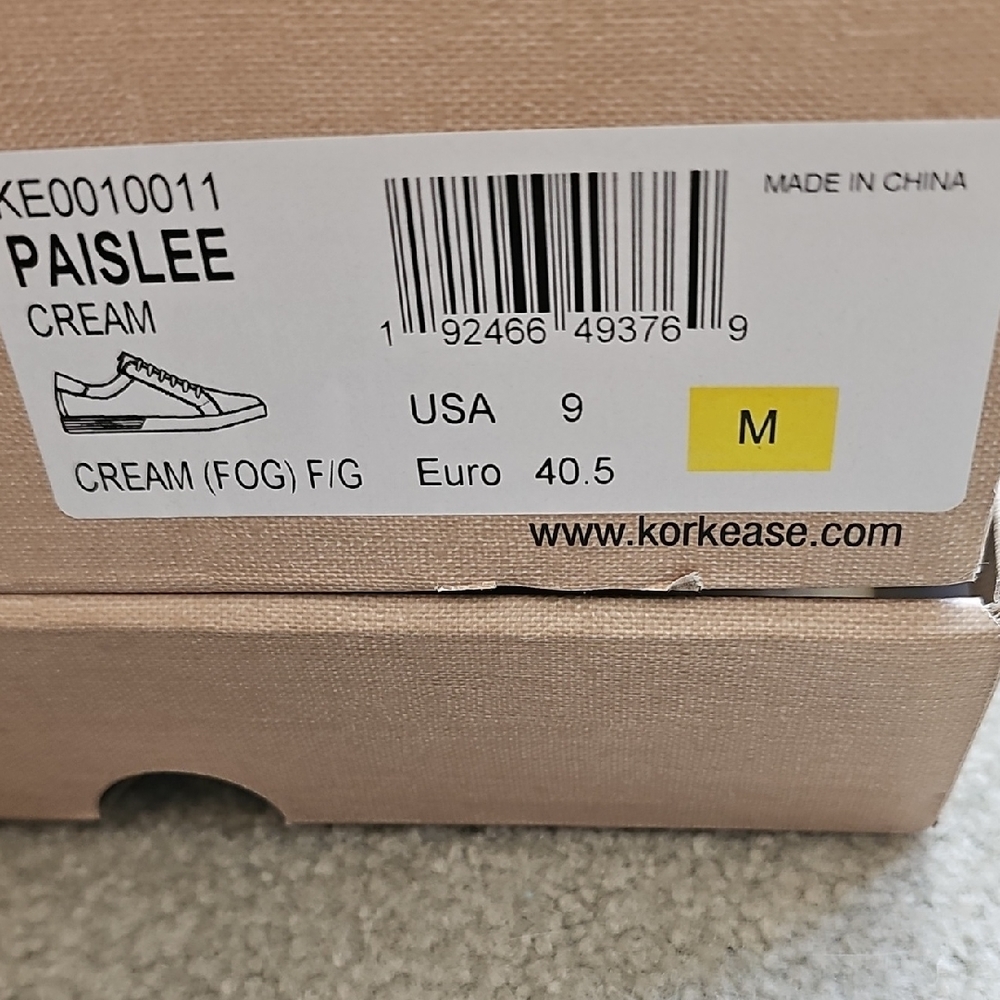 KE0010011
PAISLEE
CREAM
CREAM (FOG) F/G
1 92466 49376 9
USA 9
Euro 40.5
M
MADE IN CHINA
www.korkease.com